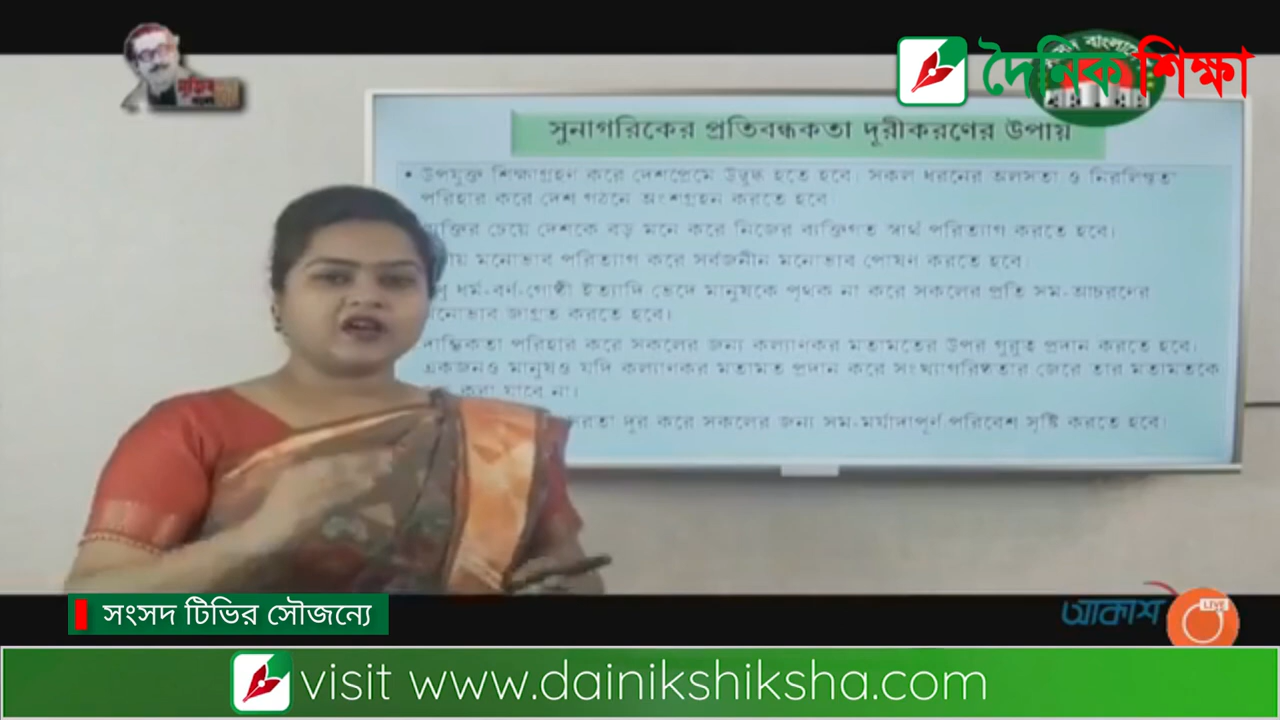 দৈনিক শিক্ষা
সুনাগরিকের প্রতিবন্ধকতা দূরীকরণের উপায়
• উপযুক্ত শিক্ষাগ্রহণ করে দেশপ্রেমে উদ্বুদ্ধ হতে হবে। সকল ধরনের অলসতা ও নির্লিপ্ততা
পরিহার করে দেশ গঠনে অংশগ্রহন করতে হবে।
চেয়ে দেশকে বড় মনে করে নিজের ব্যক্তিগত স্বার্থ পরিত্যাগ করতে হবে।
মনোভাব পরিত্যাগ করে সর্বজনীন মনোভাব পোষণ করতে হবে।
ধর্ম-বর্ণ-গোষ্ঠী ইত্যাদি ভেদে মানুষকে পৃথক না করে সকলের প্রতি সম-আচরণের
মনোভাব জাগ্রত করতে হবে।
দাম্ভিকতা পরিহার করে সকলের জন্য কল্যাণকর মতামতের উপর গুরুত্ব প্রদান করতে হবে।
একজনও মানুষও যদি কল্যাণকর মতামত প্রদান করে সংখ্যাগরিষ্ঠতার জেরে তার মতামতকে
করা যাবে না।
দূর করে সকলের জন্য সম-মর্যাদাপূর্ণ পরিবেশ সৃষ্টি করতে হবে।
সংসদ টিভির সৌজন্যে
আকাশ
LIVE
visit www.dainikshiksha.com